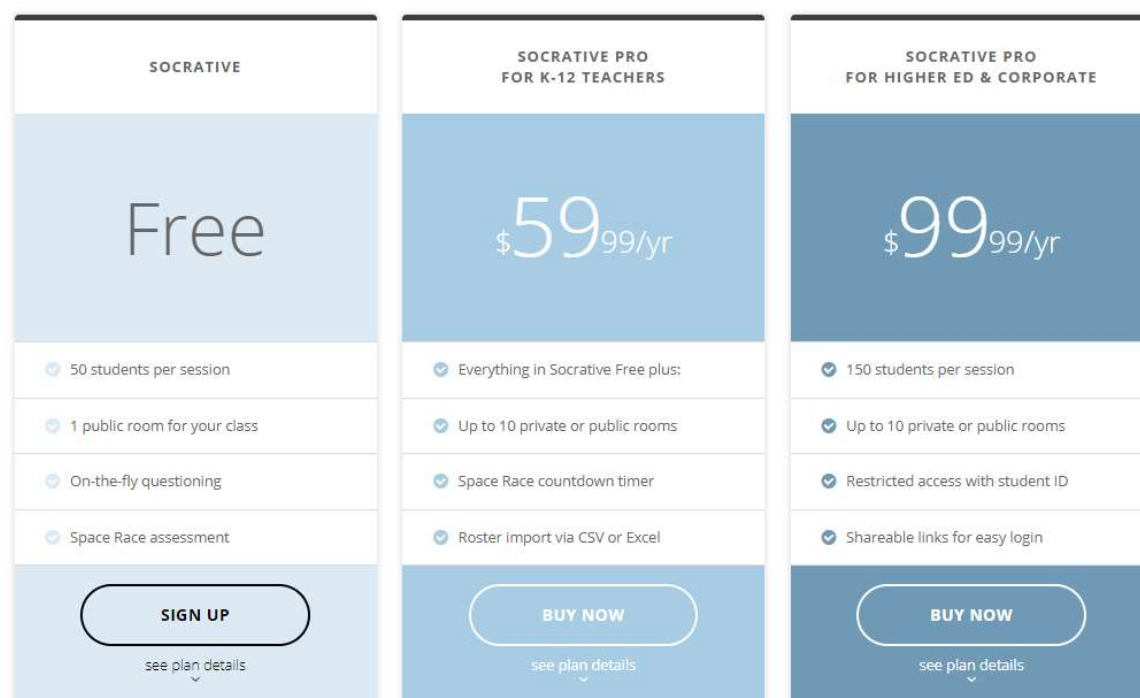 SOCRATIVE
Free
50 students per session
1 public room for your class
On-the-fly questioning
Space Race assessment
SIGN UP
see plan details
SOCRATIVE PRO
FOR K-12 TEACHERS
$5999/yr
Everything in Socrative Free plus:
Up to 10 private or public rooms
Space Race countdown timer
Roster import via CSV or Excel
BUY NOW
see plan details
SOCRATIVE PRO
FOR HIGHER ED & CORPORATE
$9999/yr
150 students per session
Up to 10 private or public rooms
Restricted access with student ID
Shareable links for easy login
BUY NOW
see plan details